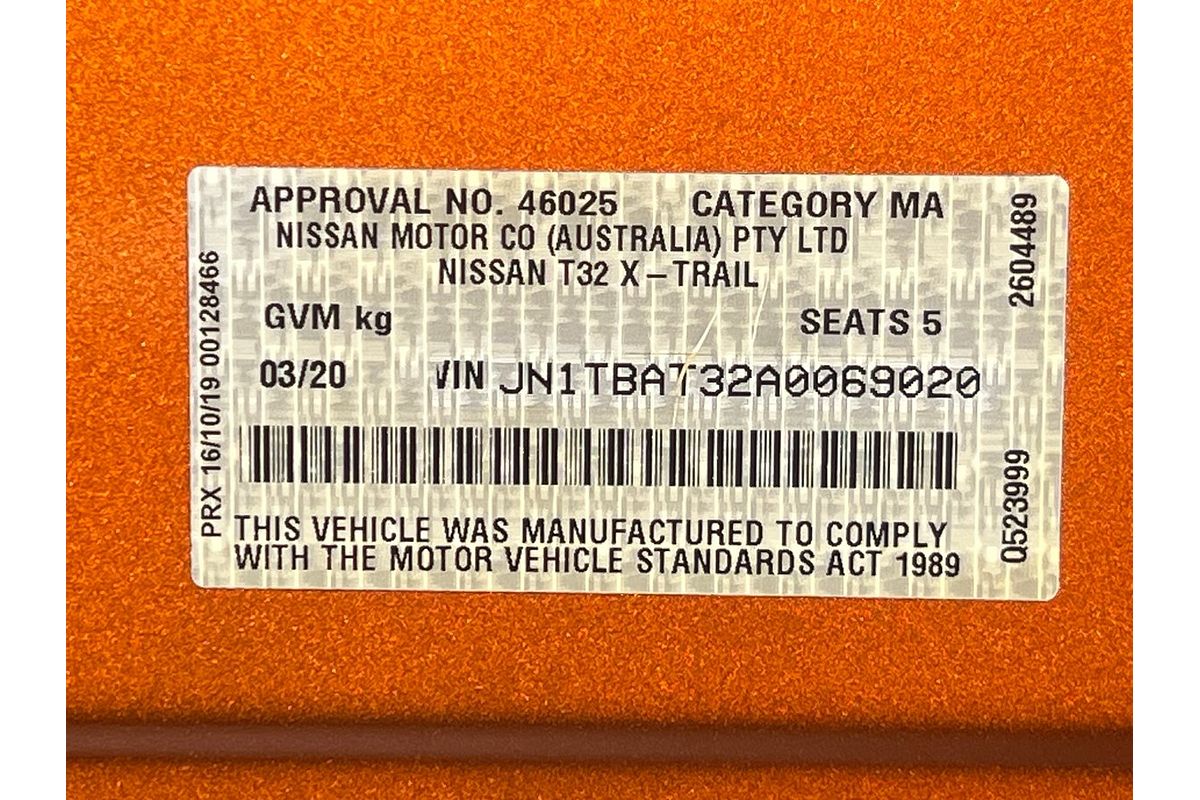 APPROVAL NO. 46025 CATEGORY MA
NISSAN MOTOR CO (AUSTRALIA) PTY LTD
NISSAN T32 X-TRAIL
GVM kg SEATS 5
03/20 VIN JN1TBAT32A0069020
THIS VEHICLE WAS MANUFACTURED TO COMPLY
WITH THE MOTOR VEHICLE STANDARDS ACT 1989
PRX 16/10/19 00128466
2604489
Q523999